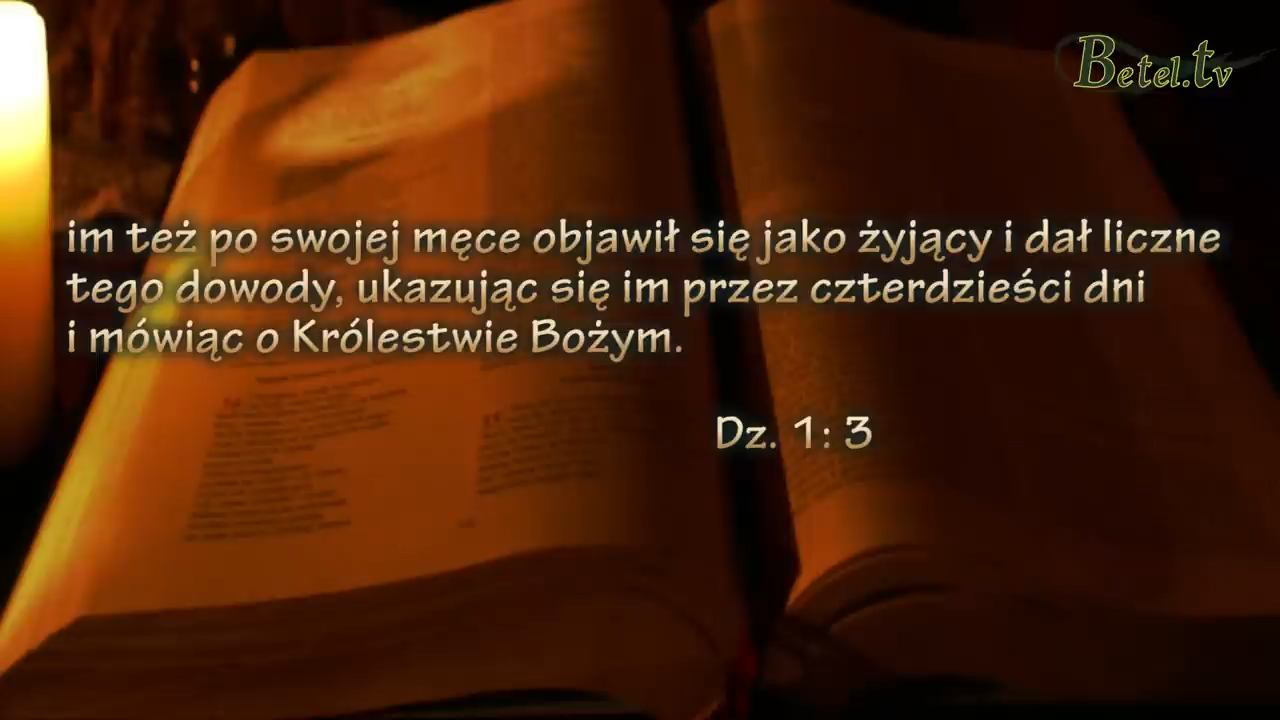 Betel.tv
im też po swojej męce objawił się jako żyjący i dał liczne
tego dowody, ukazując się im przez czterdzieści dni
i mówiąc o Królestwie Bożym.
Dz. 1: 3